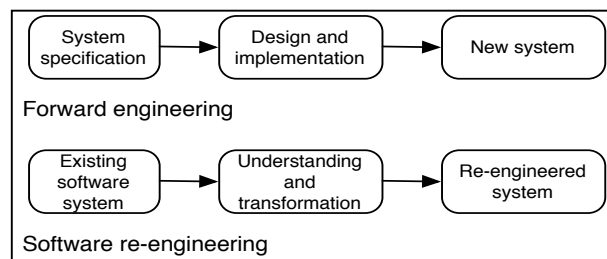 System
specification
Design and
implementation
New system
Forward engineering
Existing
software
system
Understanding
and
transformation
Re-engineered
system
Software re-engineering